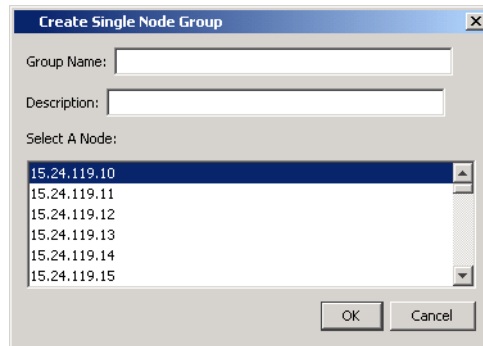 Create Single Node Group
Group Name:
Description:
Select A Node:
15.24.119.10
15.24.119.11
15.24.119.12
15.24.119.13
15.24.119.14
15.24.119.15
OK Cancel